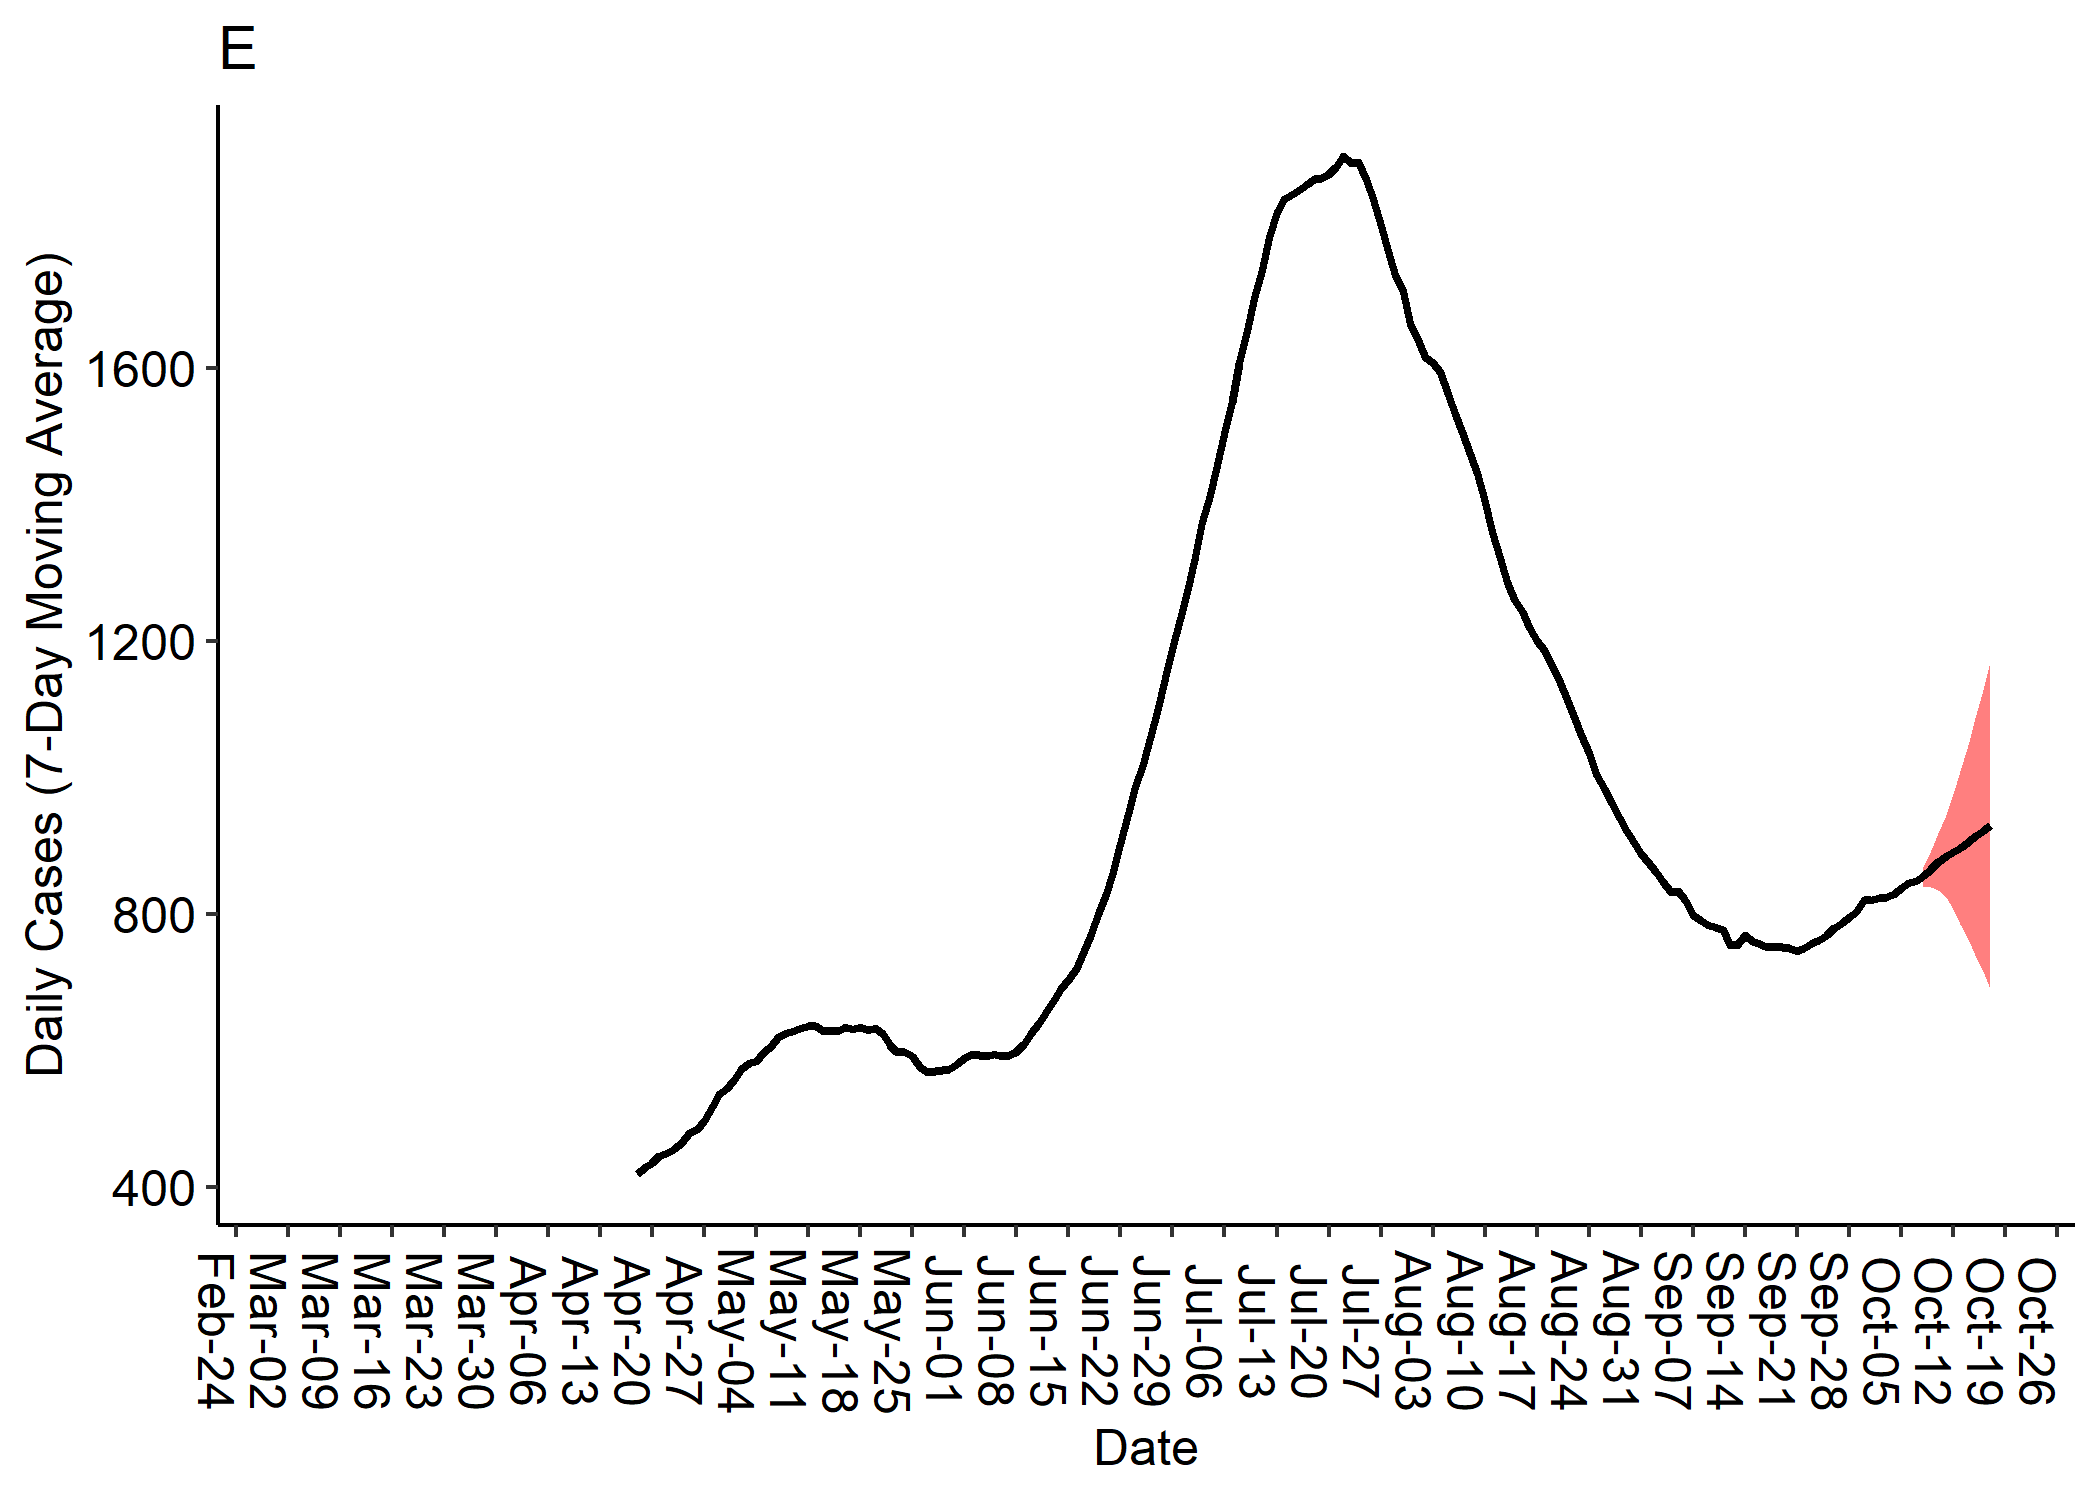 E
Daily Cases (7-Day Moving Average)
1600
1200
800
400
Feb-24
Mar-02
Mar-09
Mar-16
Mar-23
Mar-30
Apr-06
Apr-13
Apr-20
Apr-27
May-04
May-11
May-18
May-25
Jun-01
Jun-08
Jun-15
Jun-22
Jun-29
Jul-06
Jul-13
Jul-20
Jul-27
Aug-03
Aug-10
Aug-17
Aug-24
Aug-31
Sep-07
Sep-14
Sep-21
Sep-28
Oct-05
Oct-12
Oct-19
Oct-26
Date